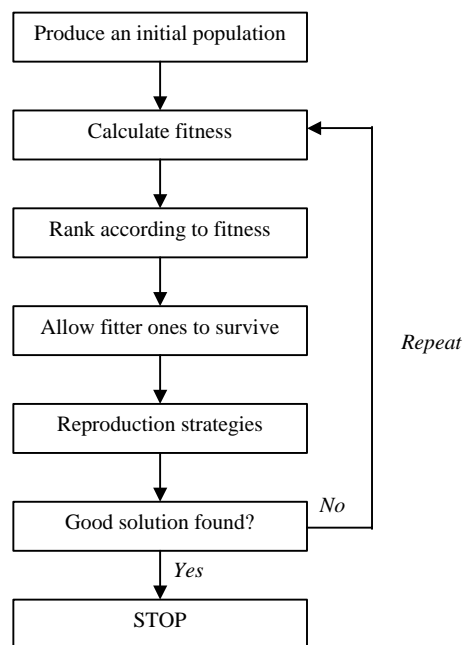 Produce an initial population
Calculate fitness
Rank according to fitness
Allow fitter ones to survive
Repeat
Reproduction strategies
Good solution found?
No
Yes
STOP